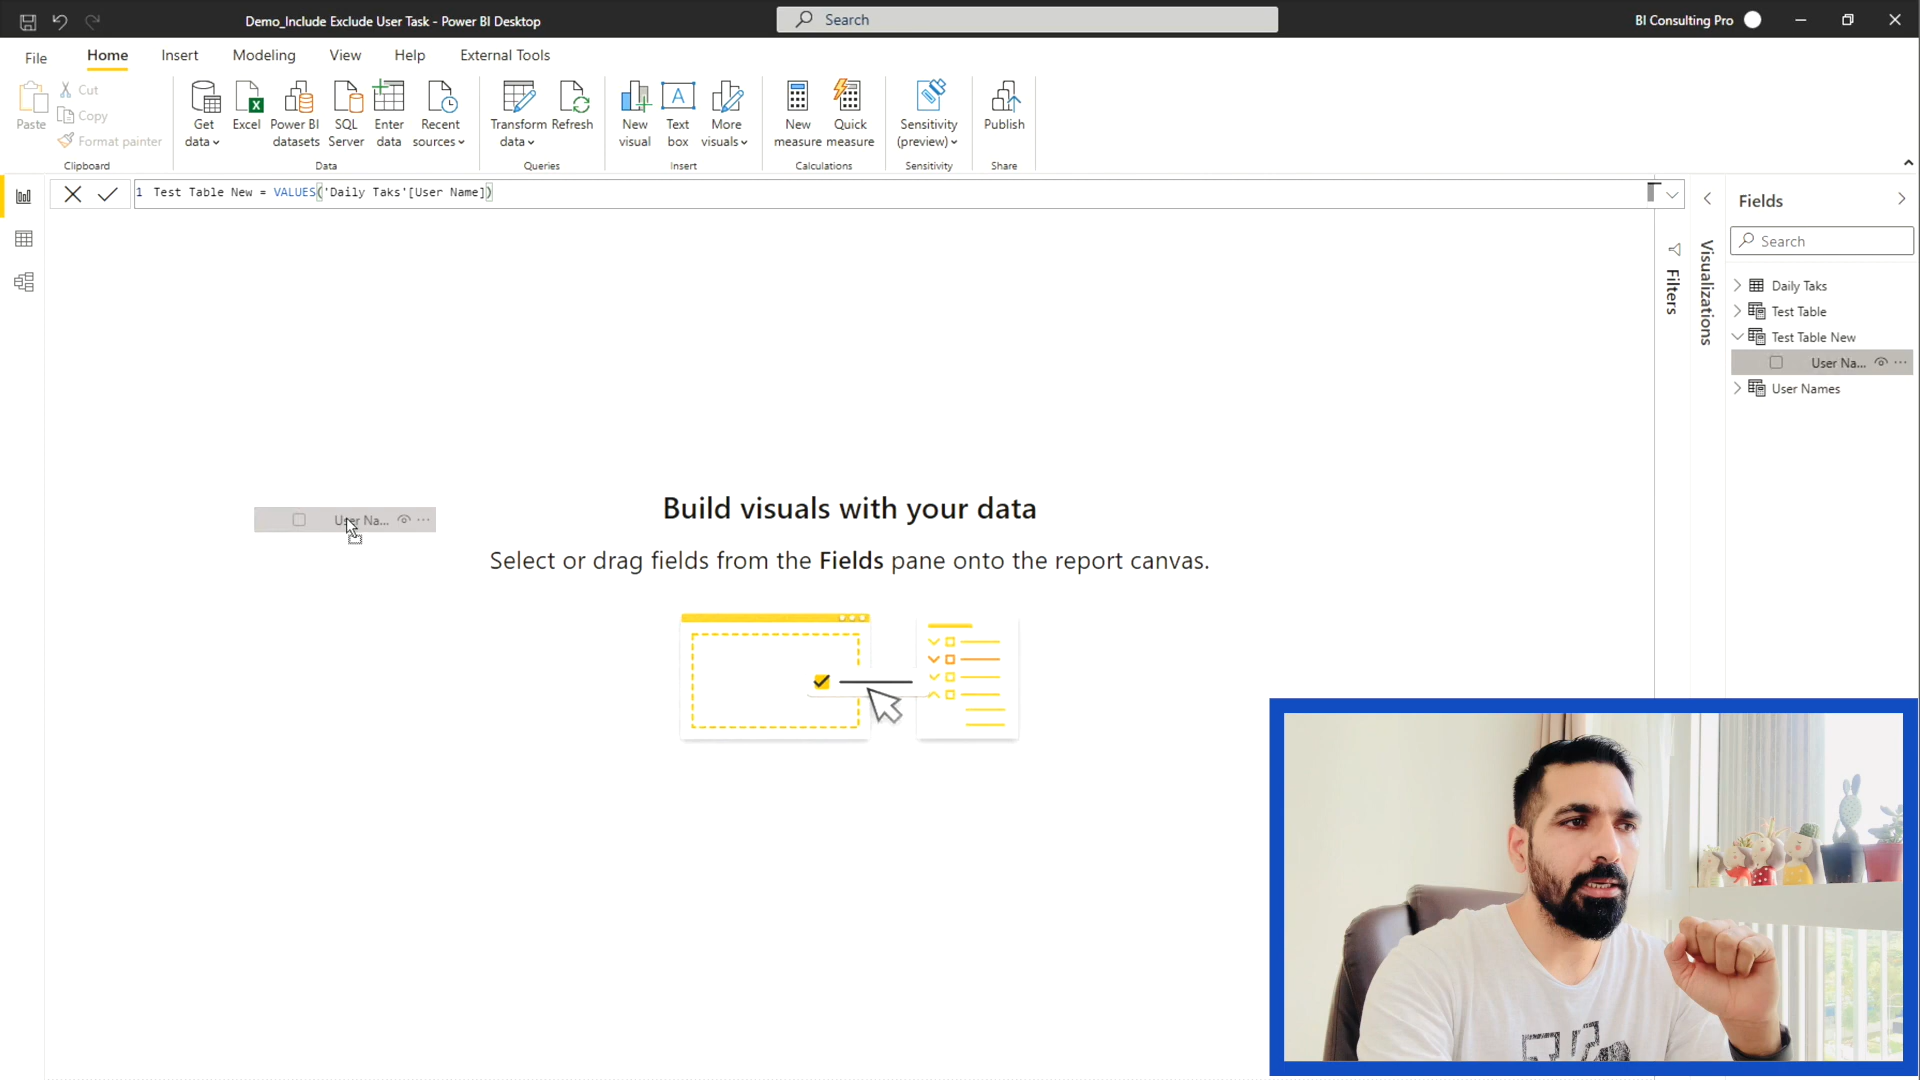 Demo_Include Exclude User Task - Power BI Desktop
Search
BI Consulting Pro
File
Home
Insert
Modeling
View
Help
External Tools
Paste
Cut
Copy
Format painter
Clipboard
Get data
Excel
Power BI datasets
SQL Server
Enter data
Recent sources
Data
Transform data
Refresh
Queries
New visual
Text box
More visuals
Insert
New measure
Quick measure
Calculations
Sensitivity (preview)
Sensitivity
Publish
Share
1 Test Table New = VALUES('Daily Taks'[User Name])
Filters
Visualizations
Fields
Search
Daily Taks
Test Table
Test Table New
User Na...
User Names
User Na...
Build visuals with your data
Select or drag fields from the Fields pane onto the report canvas.